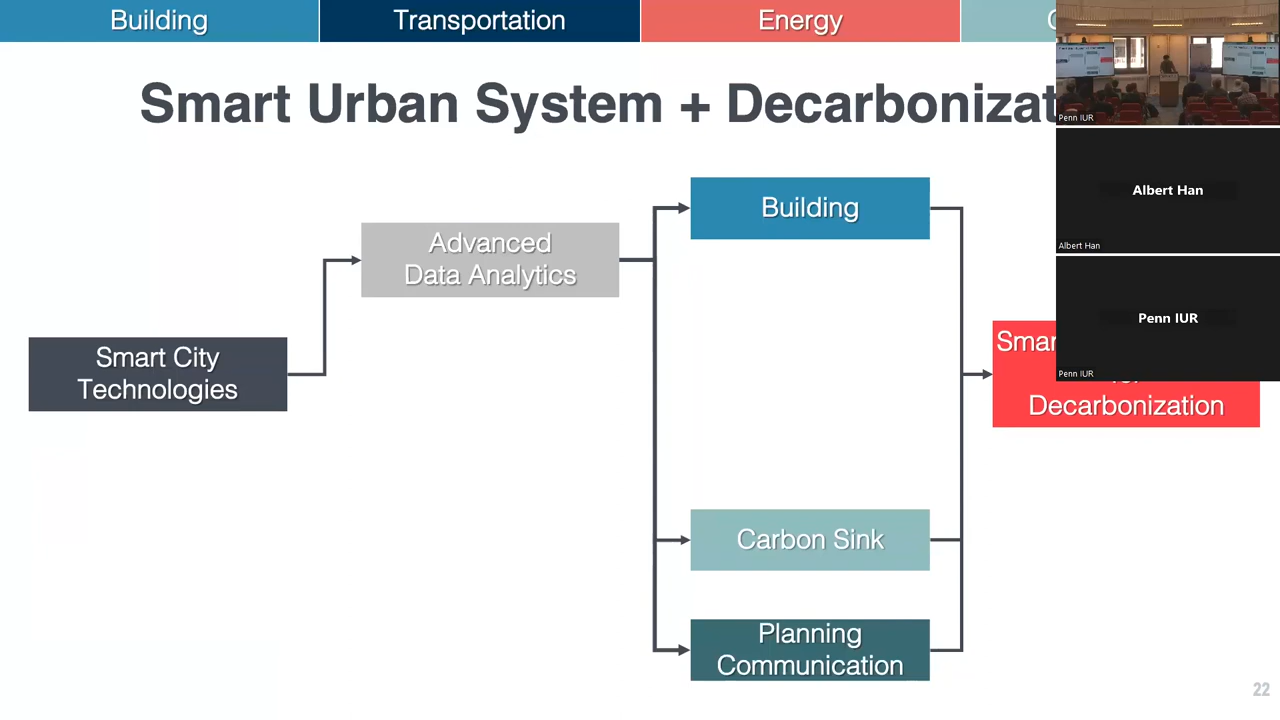 Building
Transportation
Energy
Smart Urban System + Decarbonizat
Penn IUR
Albert Han
Albert Han
Penn IUR
Penn IUR
Building
Advanced
Data Analytics
Smart City
Technologies
Decarbonization
Carbon Sink
Planning
Communication
22